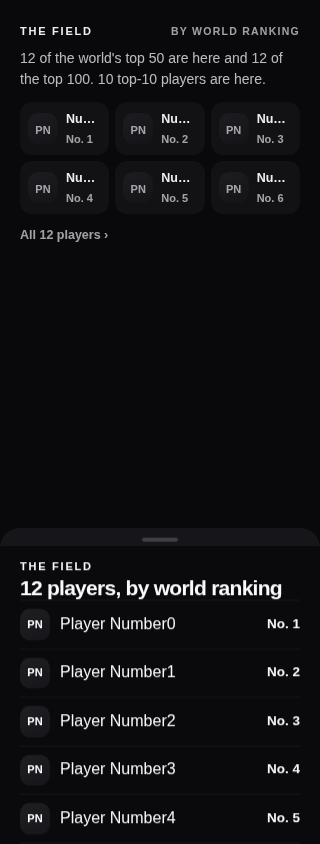 THE FIELD BY WORLD RANKING
12 of the world's top 50 are here and 12 of
the top 100. 10 top-10 players are here.
PN Nu... No. 1
PN Nu... No. 2
PN Nu... No. 3
PN Nu... No. 4
PN Nu... No. 5
PN Nu... No. 6
All 12 players ›
THE FIELD
12 players, by world ranking
PN Player Number0 No. 1
PN Player Number1 No. 2
PN Player Number2 No. 3
PN Player Number3 No. 4
PN Player Number4 No. 5